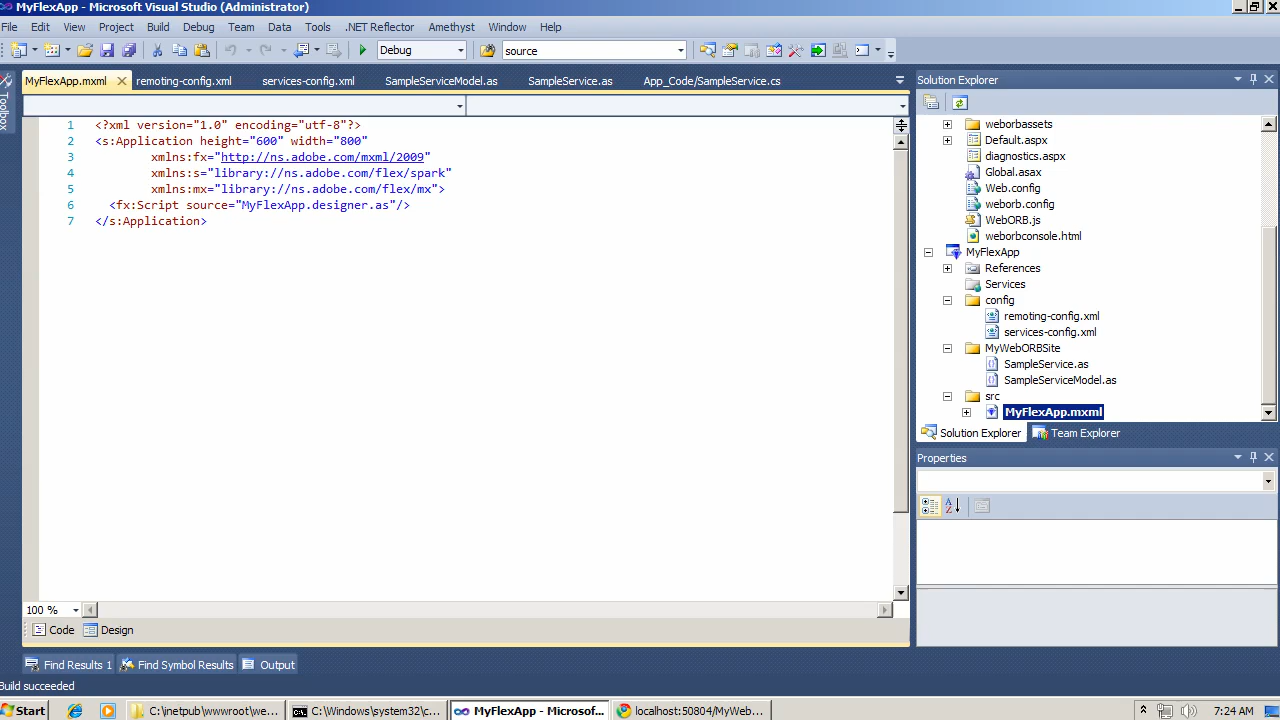 MyFlexApp - Microsoft Visual Studio (Administrator)
File Edit View Project Build Debug Team Data Tools .NET Reflector Amethyst Window Help
Debug source
MyFlexApp.mxml remoting-config.xml services-config.xml SampleServiceModel.as SampleService.as App_Code/SampleService.cs
Toolbox
1 <?xml version="1.0" encoding="utf-8"?>
2 <s:Application height="600" width="800"
3 xmlns:fx="http://ns.adobe.com/mxml/2009"
4 xmlns:s="library://ns.adobe.com/flex/spark"
5 xmlns:mx="library://ns.adobe.com/flex/mx">
6 <fx:Script source="MyFlexApp.designer.as"/>
7 </s:Application>
100 %
Code Design
Solution Explorer
weborbassets
Default.aspx
diagnostics.aspx
Global.asax
Web.config
weborb.config
WebORB.js
weborbconsole.html
MyFlexApp
References
Services
config
remoting-config.xml
services-config.xml
MyWebORBSite
SampleService.as
SampleServiceModel.as
src
MyFlexApp.mxml
Solution Explorer Team Explorer
Properties
Find Results 1 Find Symbol Results Output
Build succeeded
Start C:\inetpub\wwwroot\we... C:\Windows\system32\c... MyFlexApp - Microsof... localhost:50804/MyWeb... 7:24 AM